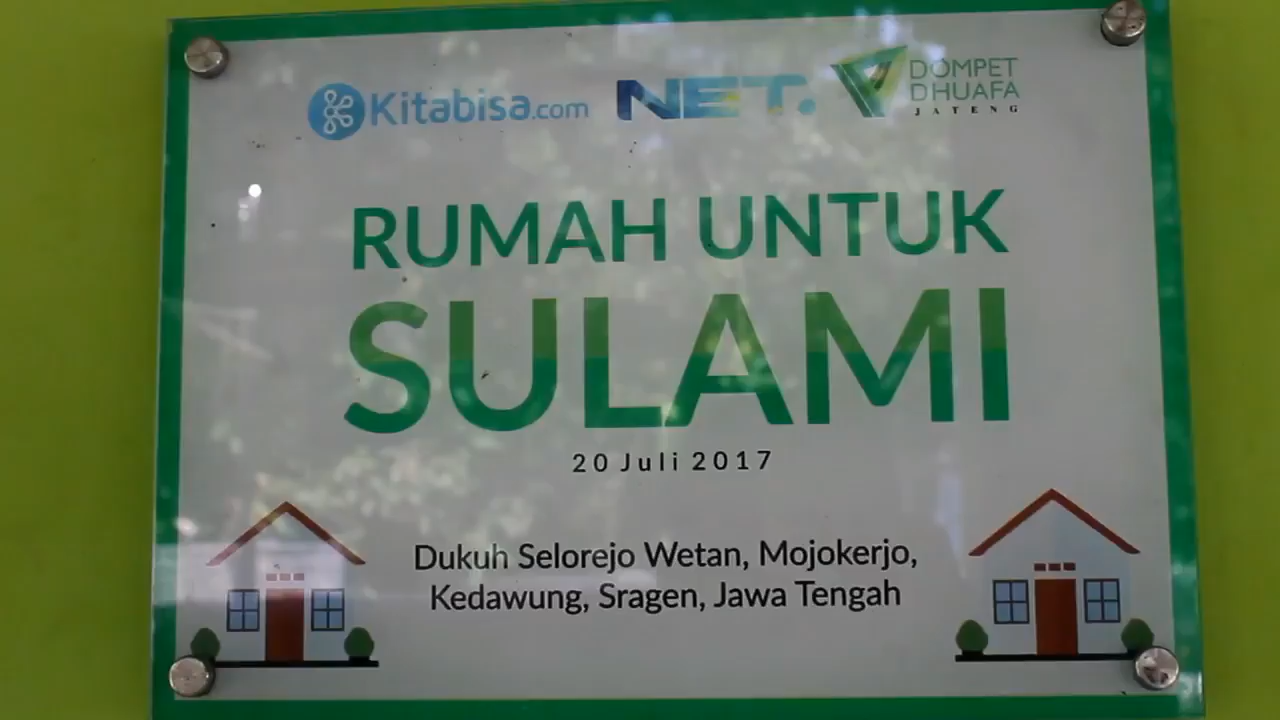 Kitabisa.com NET. DOMPET DHUAFA JATENG
RUMAH UNTUK
SULAMI
20 Juli 2017
Dukuh Selorejo Wetan, Mojokerjo,
Kedawung, Sragen, Jawa Tengah